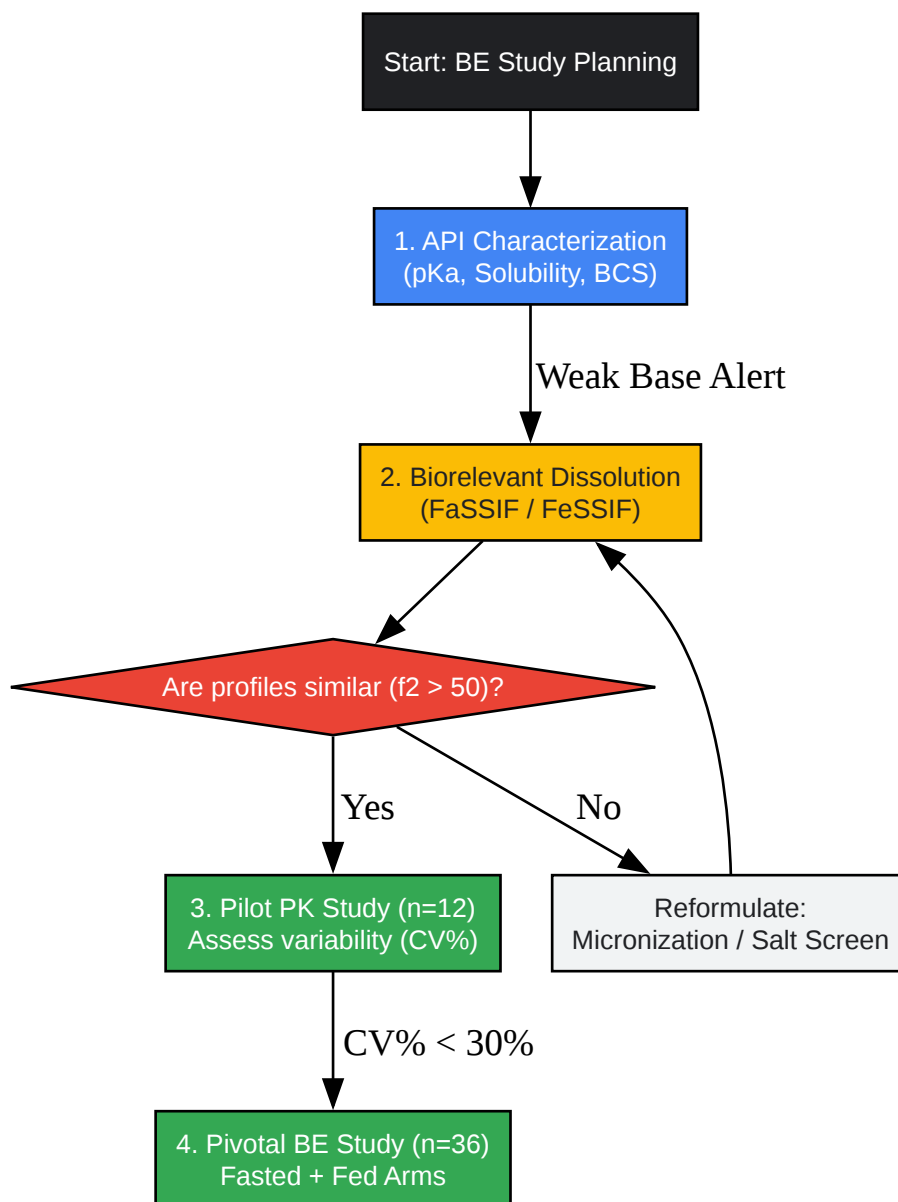 Start: BE Study Planning
1. API Characterization
(pKa, Solubility, BCS)
Weak Base Alert
2. Biorelevant Dissolution
(FaSSIF / FeSSIF)
Are profiles similar (f2 > 50)?
Yes
No
3. Pilot PK Study (n=12)
Assess variability (CV%)
Reformulate:
Micronization / Salt Screen
CV% < 30%
4. Pivotal BE Study (n=36)
Fasted + Fed Arms